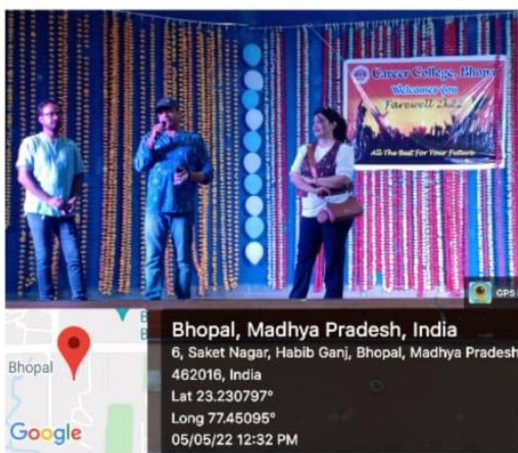 Career College, Bhopa
Welcomes you
Farewell 2k22
All The Best For Your Future
GPS
Bhopal
Google
Bhopal, Madhya Pradesh, India
6, Saket Nagar, Habib Ganj, Bhopal, Madhya Pradesh
462016, India
Lat 23.230797°
Long 77.45095°
05/05/22 12:32 PM